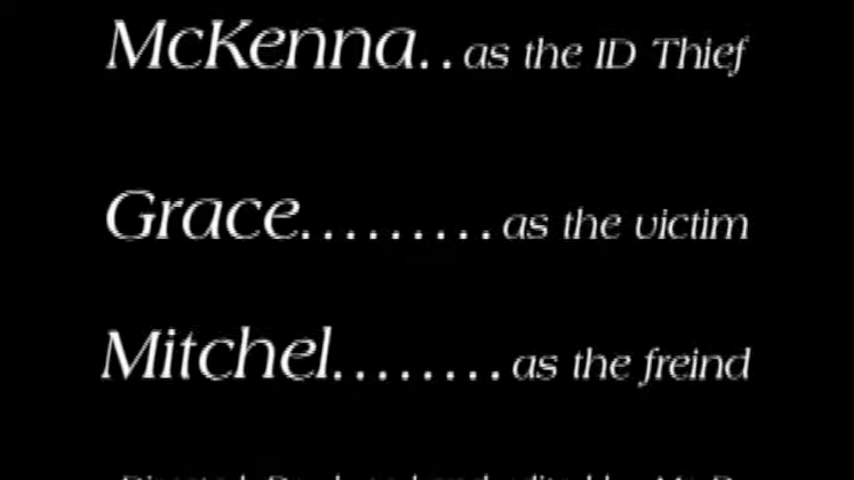 McKenna..as the ID Thief
Grace.........as the victim
Mitchel........as the freind